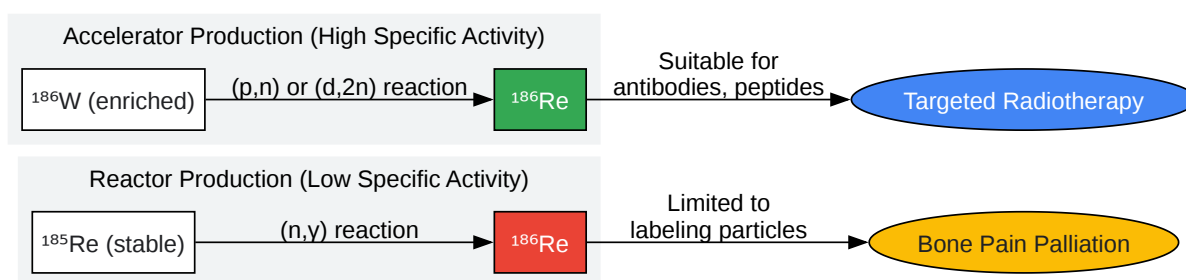 Accelerator Production (High Specific Activity)
¹⁸⁶W (enriched)
(p,n) or (d,2n) reaction
¹⁸⁶Re
Suitable for
antibodies, peptides
Targeted Radiotherapy
Reactor Production (Low Specific Activity)
¹⁸⁵Re (stable)
(n,γ) reaction
¹⁸⁶Re
Limited to
labeling particles
Bone Pain Palliation